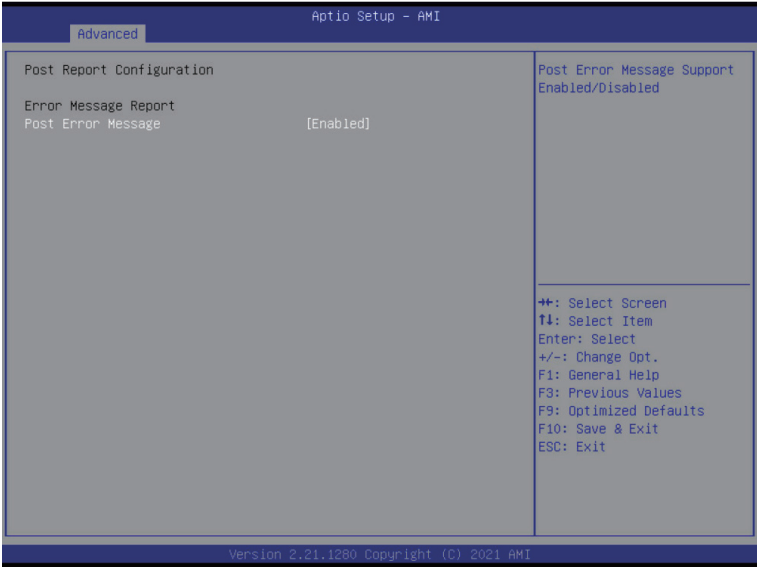 Aptio Setup – AMI
Advanced
Post Report Configuration
Error Message Report
Post Error Message [Enabled]
Post Error Message Support
Enabled/Disabled
→←: Select Screen
↑↓: Select Item
Enter: Select
+/-: Change Opt.
F1: General Help
F3: Previous Values
F9: Optimized Defaults
F10: Save & Exit
ESC: Exit
Version 2.21.1280 Copyright (C) 2021 AMI